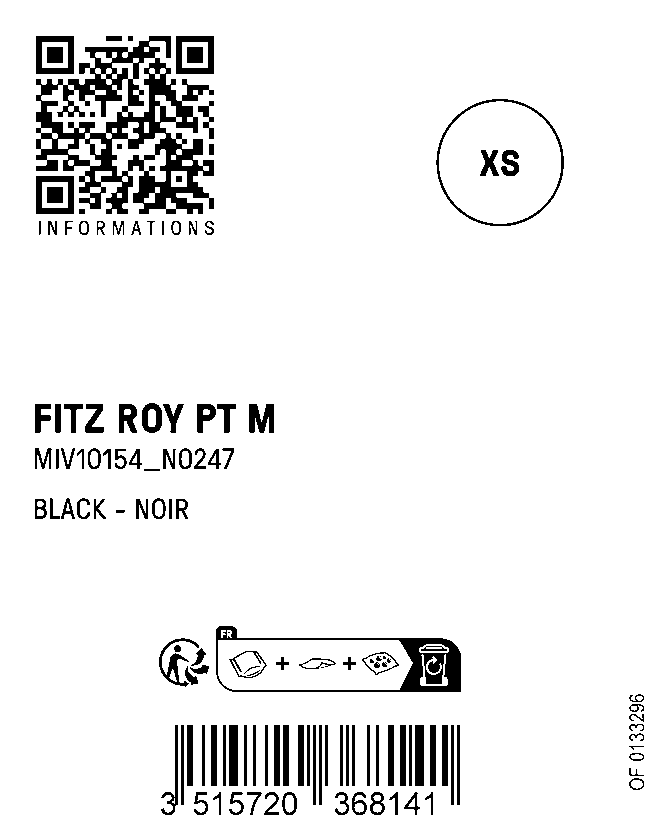 INFORMATIONS
XS
FITZ ROY PT M
MIV10154_N0247
BLACK - NOIR
FR
3 515720 368141
OF 0133296